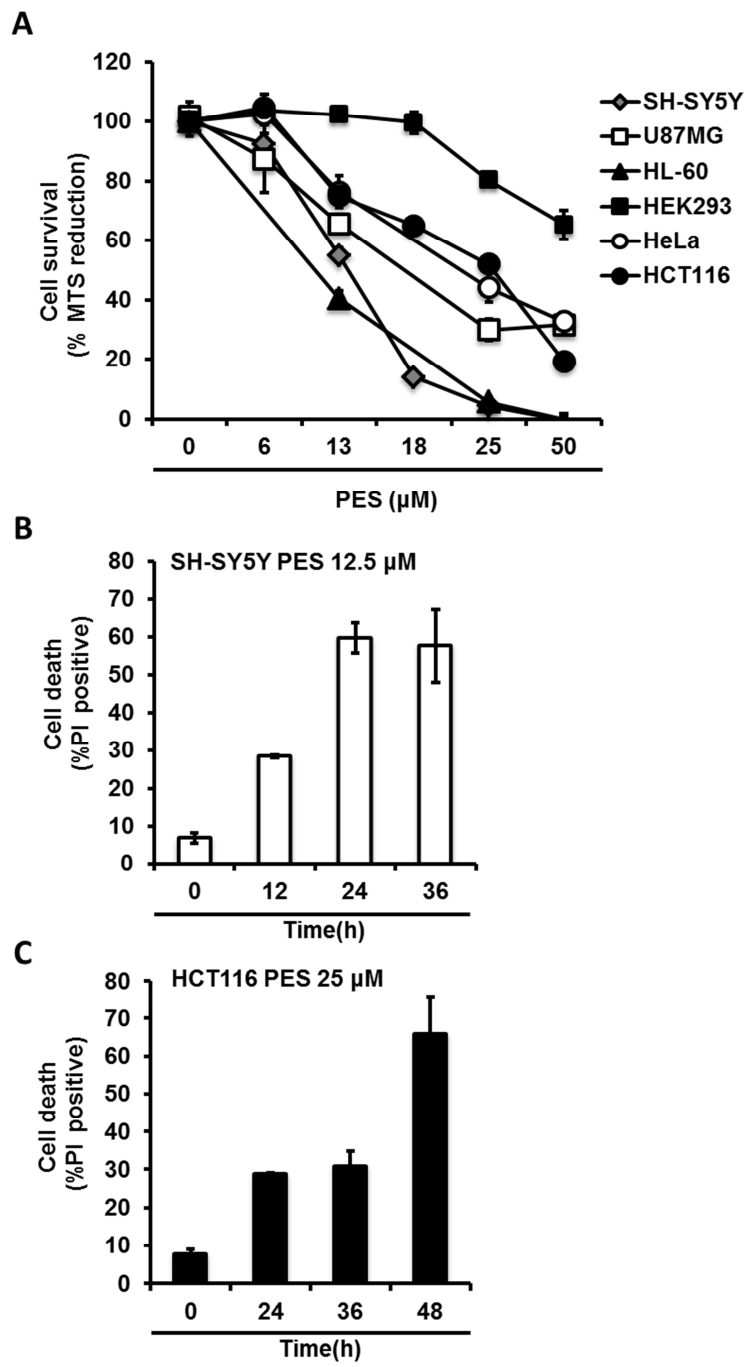 A
120
100
80
60
40
20
0
Cell survival
(% MTS reduction)
0 6 13 18 25 50
PES (µM)
SH-SY5Y
U87MG
HL-60
HEK293
HeLa
HCT116
B
SH-SY5Y PES 12.5 µM
80
70
60
50
40
30
20
10
0
Cell death
(%PI positive)
0 12 24 36
Time(h)
C
HCT116 PES 25 µM
80
70
60
50
40
30
20
10
0
Cell death
(%PI positive)
0 24 36 48
Time(h)